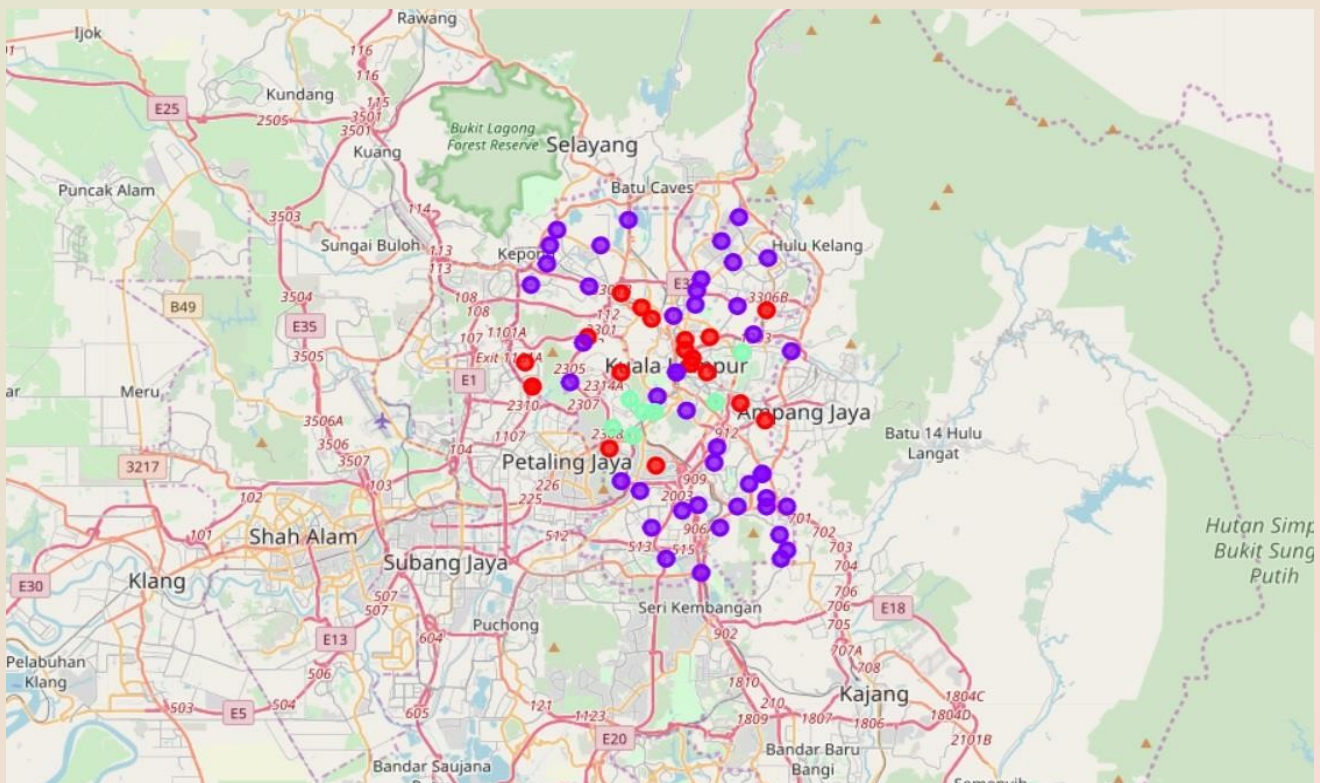 Rawang
Ijok
116
116
E25
Kundang
115
3501
2505
3501
Kuang
Bukit Lagong
Forest Reserve
Selayang
Puncak Alam
Batu Caves
114
3503
Sungai Buloh
113
113
Hulu Kelang
3504
108
108
3306B
B49
112
E35
1101A
107
2301
3505
2305
E1
2314A
Meru
2310
2307
Ampang Jaya
3506A
912
3506
1107
Batu 14 Hulu
Langat
3507
104
Petaling Jaya
3217
103
226
909
102
225
2003
Shah Alam
101
512
906
701
702
Hutan Simp
Bukit Sung
Putih
513
515
703
Subang Jaya
704
E30
Klang
507
507
706
706
Seri Kembangan
E18
Puchong
705
E13
604
902
707A
Pelabuhan
Klang
506
708
1810
Kajang
1804C
503
E5
504
605
121
1123
210
1809
1807
1806
1804D
E20
2101B
Bandar Baru
Bangi
Bandar Saujana